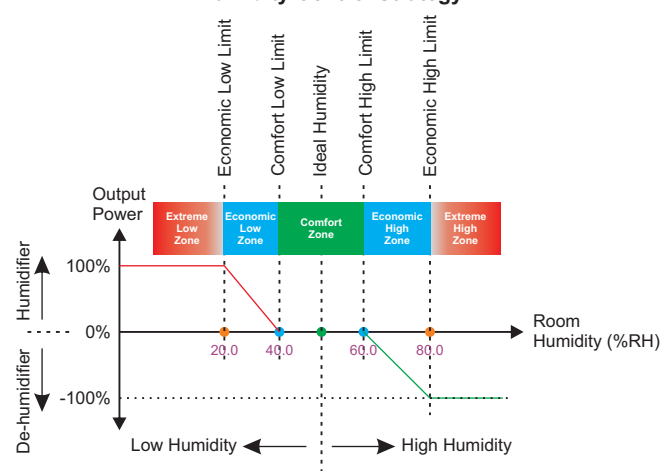 Economic Low Limit
Comfort Low Limit
Ideal Humidity
Comfort High Limit
Economic High Limit
Output
Power
Extreme
Low
Zone
Economic
Low
Zone
Comfort
Zone
Economic
High
Zone
Extreme
High
Zone
Humidifier
De-humidifier
100%
0%
-100%
20.0
40.0
60.0
80.0
Room
Humidity (%RH)
Low Humidity
High Humidity